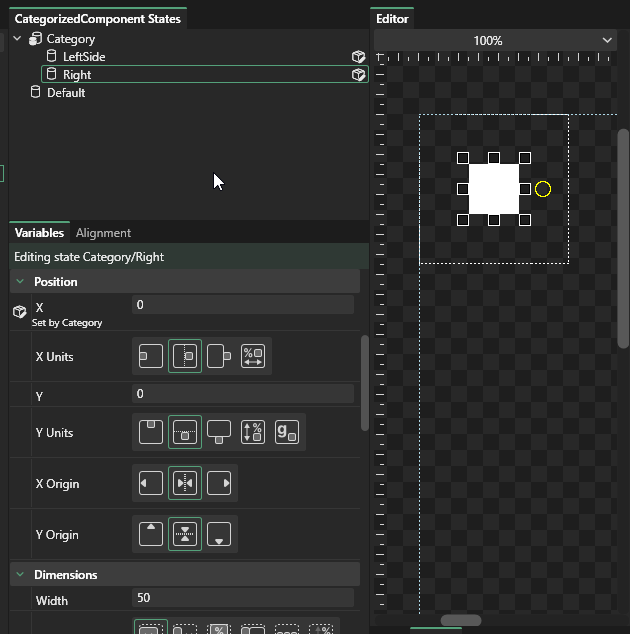 CategorizedComponent States
Editor
Category
LeftSide
Right
Default
100%
Variables
Alignment
Editing state Category/Right
Position
X
0
Set by Category
X Units
%
Y
0
Y Units
%
g
X Origin
Y Origin
Dimensions
Width
50
%
%